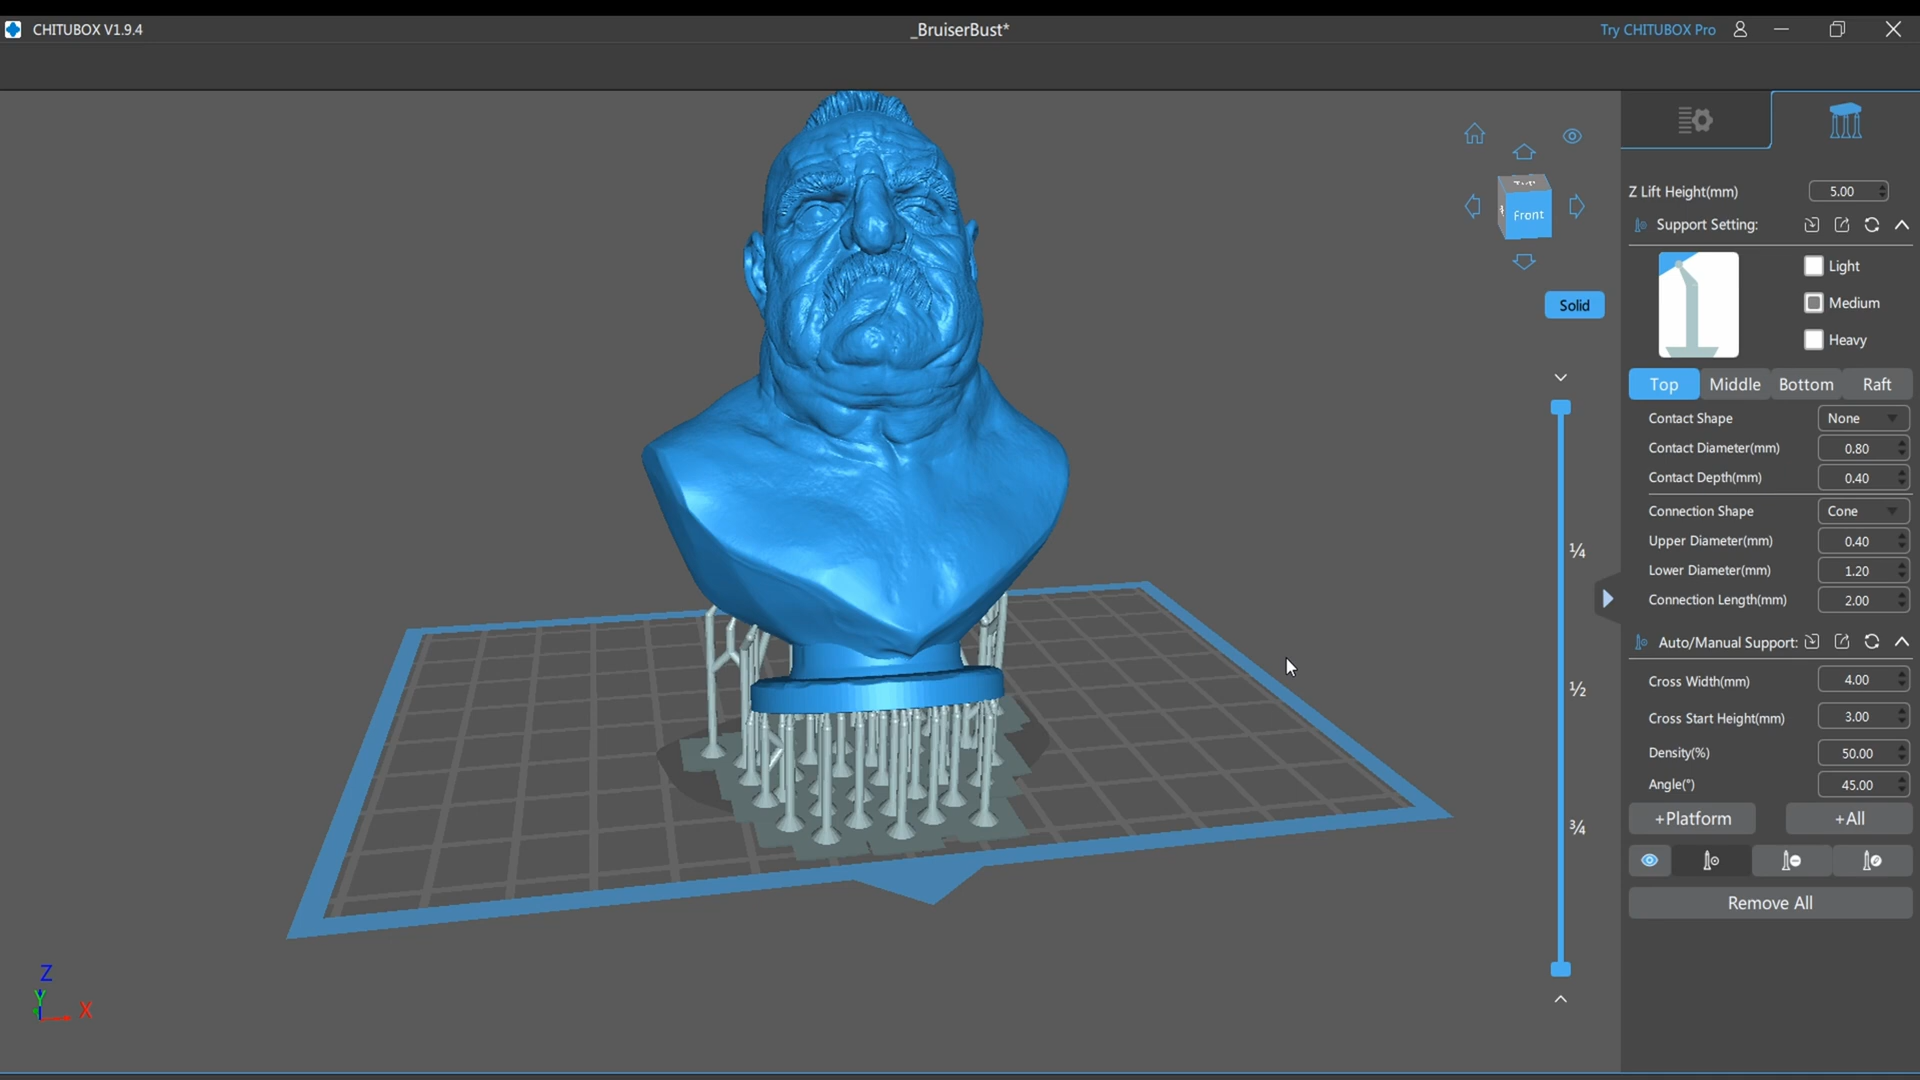 CHITUBOX V1.9.4
_BruiserBust*
Try CHITUBOX Pro
Front
Solid
¼
½
¾
Z Lift Height(mm) 5.00
Support Setting:
Light
Medium
Heavy
Top Middle Bottom Raft
Contact Shape None
Contact Diameter(mm) 0.80
Contact Depth(mm) 0.40
Connection Shape Cone
Upper Diameter(mm) 0.40
Lower Diameter(mm) 1.20
Connection Length(mm) 2.00
Auto/Manual Support:
Cross Width(mm) 4.00
Cross Start Height(mm) 3.00
Density(%) 50.00
Angle(°) 45.00
+Platform +All
Remove All
Z
Y
X